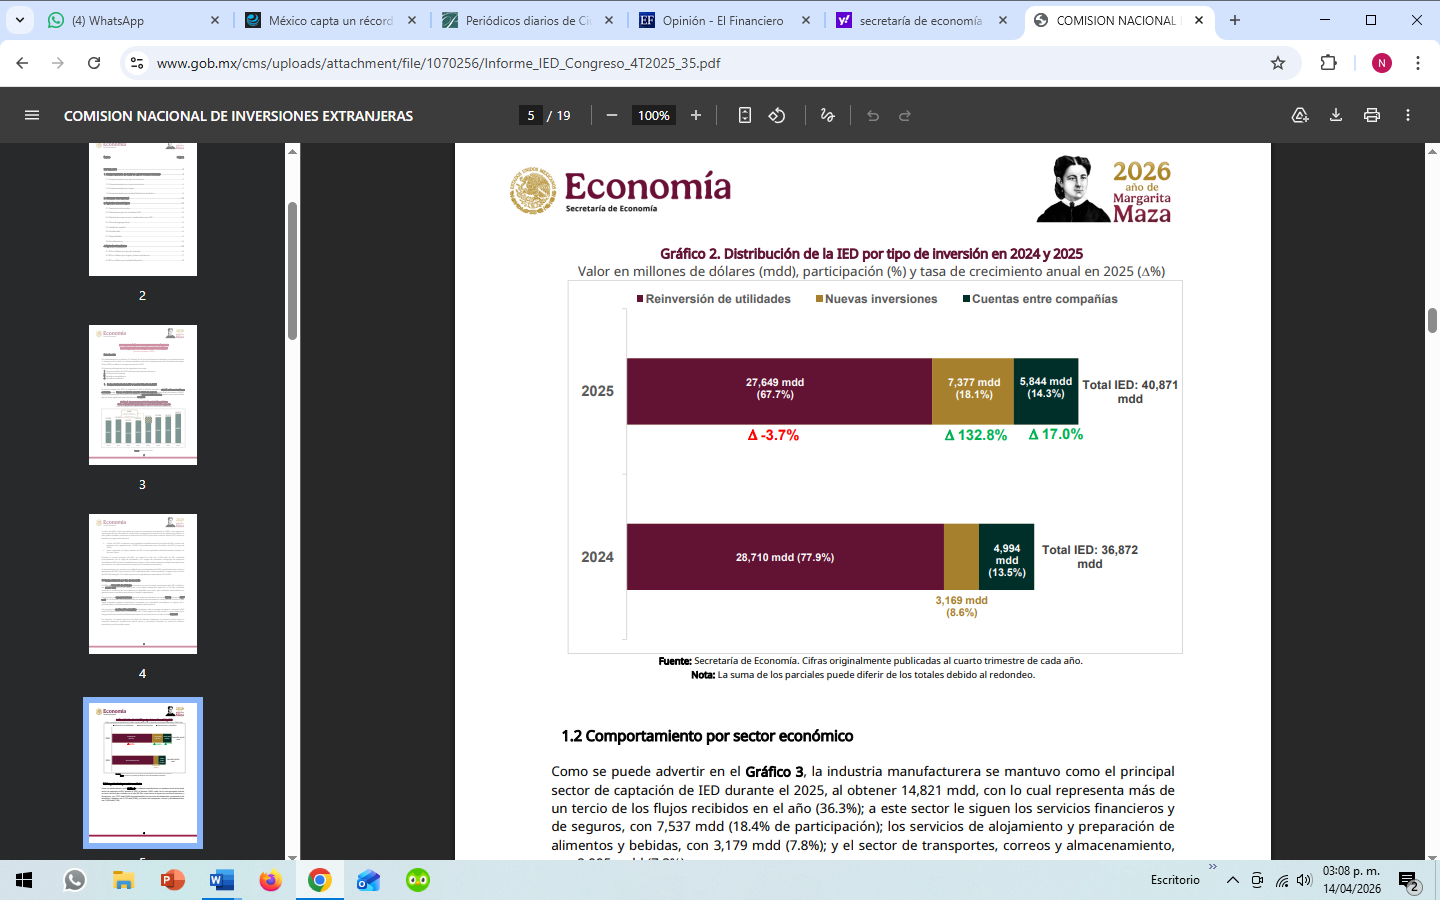 (4) WhatsApp
México capta un récord
Periódicos diarios de Ci
Opinión - El Financiero
secretaría de economía
COMISION NACIONAL
www.gob.mx/cms/uploads/attachment/file/1070256/Informe_IED_Congreso_4T2025_35.pdf
N
COMISION NACIONAL DE INVERSIONES EXTRANJERAS
5 / 19
100%
2
3
4
Economía
Secretaría de Economía
2026
año de
Margarita
Maza
Gráfico 2. Distribución de la IED por tipo de inversión en 2024 y 2025
Valor en millones de dólares (mdd), participación (%) y tasa de crecimiento anual en 2025 (Δ%)
Reinversión de utilidades
Nuevas inversiones
Cuentas entre compañías
2025
27,649 mdd
(67.7%)
7,377 mdd
(18.1%)
5,844 mdd
(14.3%)
Total IED: 40,871
mdd
Δ -3.7%
Δ 132.8%
Δ 17.0%
2024
28,710 mdd (77.9%)
4,994
mdd
(13.5%)
Total IED: 36,872
mdd
3,169 mdd
(8.6%)
Fuente: Secretaría de Economía. Cifras originalmente publicadas al cuarto trimestre de cada año.
Nota: La suma de los parciales puede diferir de los totales debido al redondeo.
1.2 Comportamiento por sector económico
Como se puede advertir en el Gráfico 3, la industria manufacturera se mantuvo como el principal
sector de captación de IED durante el 2025, al obtener 14,821 mdd, con lo cual representa más de
un tercio de los flujos recibidos en el año (36.3%); a este sector le siguen los servicios financieros y
de seguros, con 7,537 mdd (18.4% de participación); los servicios de alojamiento y preparación de
alimentos y bebidas, con 3,179 mdd (7.8%); y el sector de transportes, correos y almacenamiento,
Escritorio
03:08 p. m.
14/04/2026
2